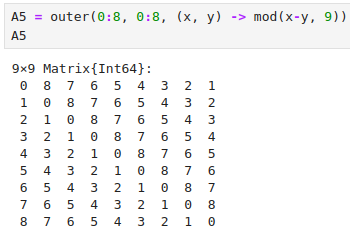 A5 = outer(0:8, 0:8, (x, y) -> mod(x-y, 9))
A5
9×9 Matrix{Int64}:
0 8 7 6 5 4 3 2 1
1 0 8 7 6 5 4 3 2
2 1 0 8 7 6 5 4 3
3 2 1 0 8 7 6 5 4
4 3 2 1 0 8 7 6 5
5 4 3 2 1 0 8 7 6
6 5 4 3 2 1 0 8 7
7 6 5 4 3 2 1 0 8
8 7 6 5 4 3 2 1 0